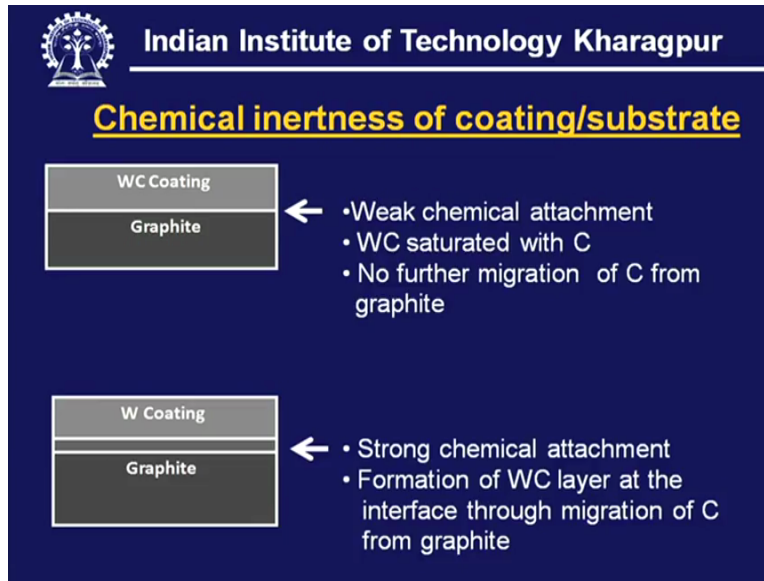 Indian Institute of Technology Kharagpur
Chemical inertness of coating/substrate
WC Coating
Graphite
•Weak chemical attachment
• WC saturated with C
• No further migration of C from
graphite
W Coating
Graphite
• Strong chemical attachment
• Formation of WC layer at the
interface through migration of C
from graphite